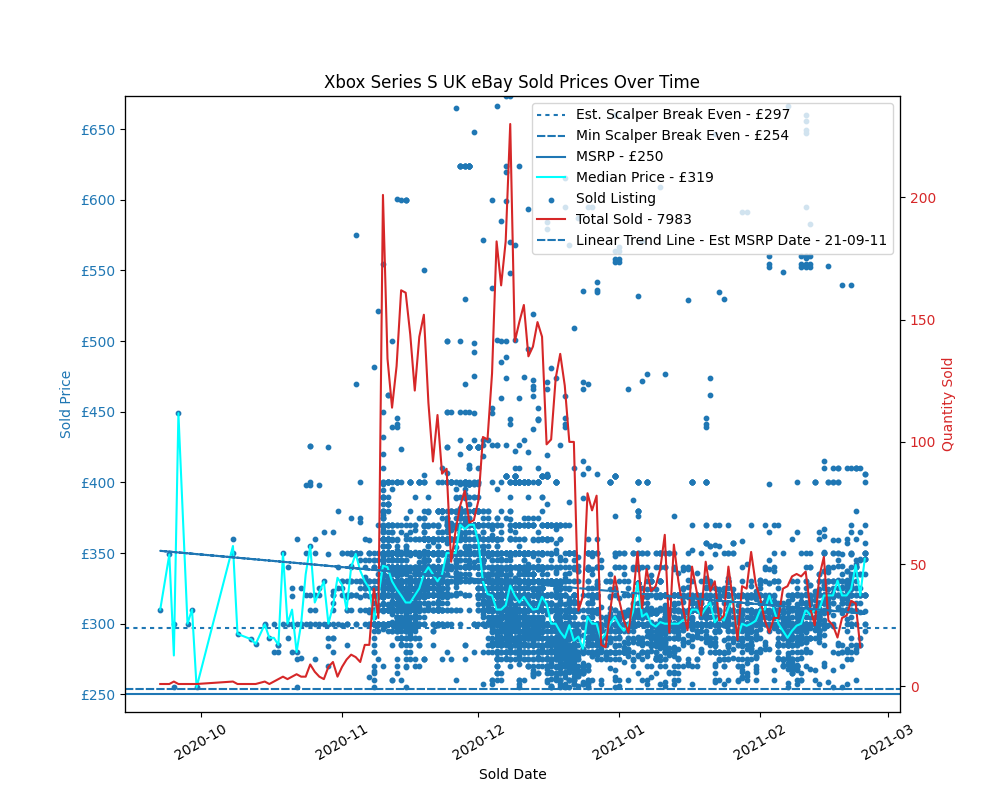 Xbox Series S UK eBay Sold Prices Over Time
Est. Scalper Break Even - £297
Min Scalper Break Even - £254
MSRP - £250
Median Price - £319
Sold Listing
Total Sold - 7983
Linear Trend Line - Est MSRP Date - 21-09-11
£650
£600
£550
£500
£450
£400
£350
£300
£250
Sold Price
200
150
100
50
0
Quantity Sold
2020-10
2020-11
2020-12
2021-01
2021-02
2021-03
Sold Date